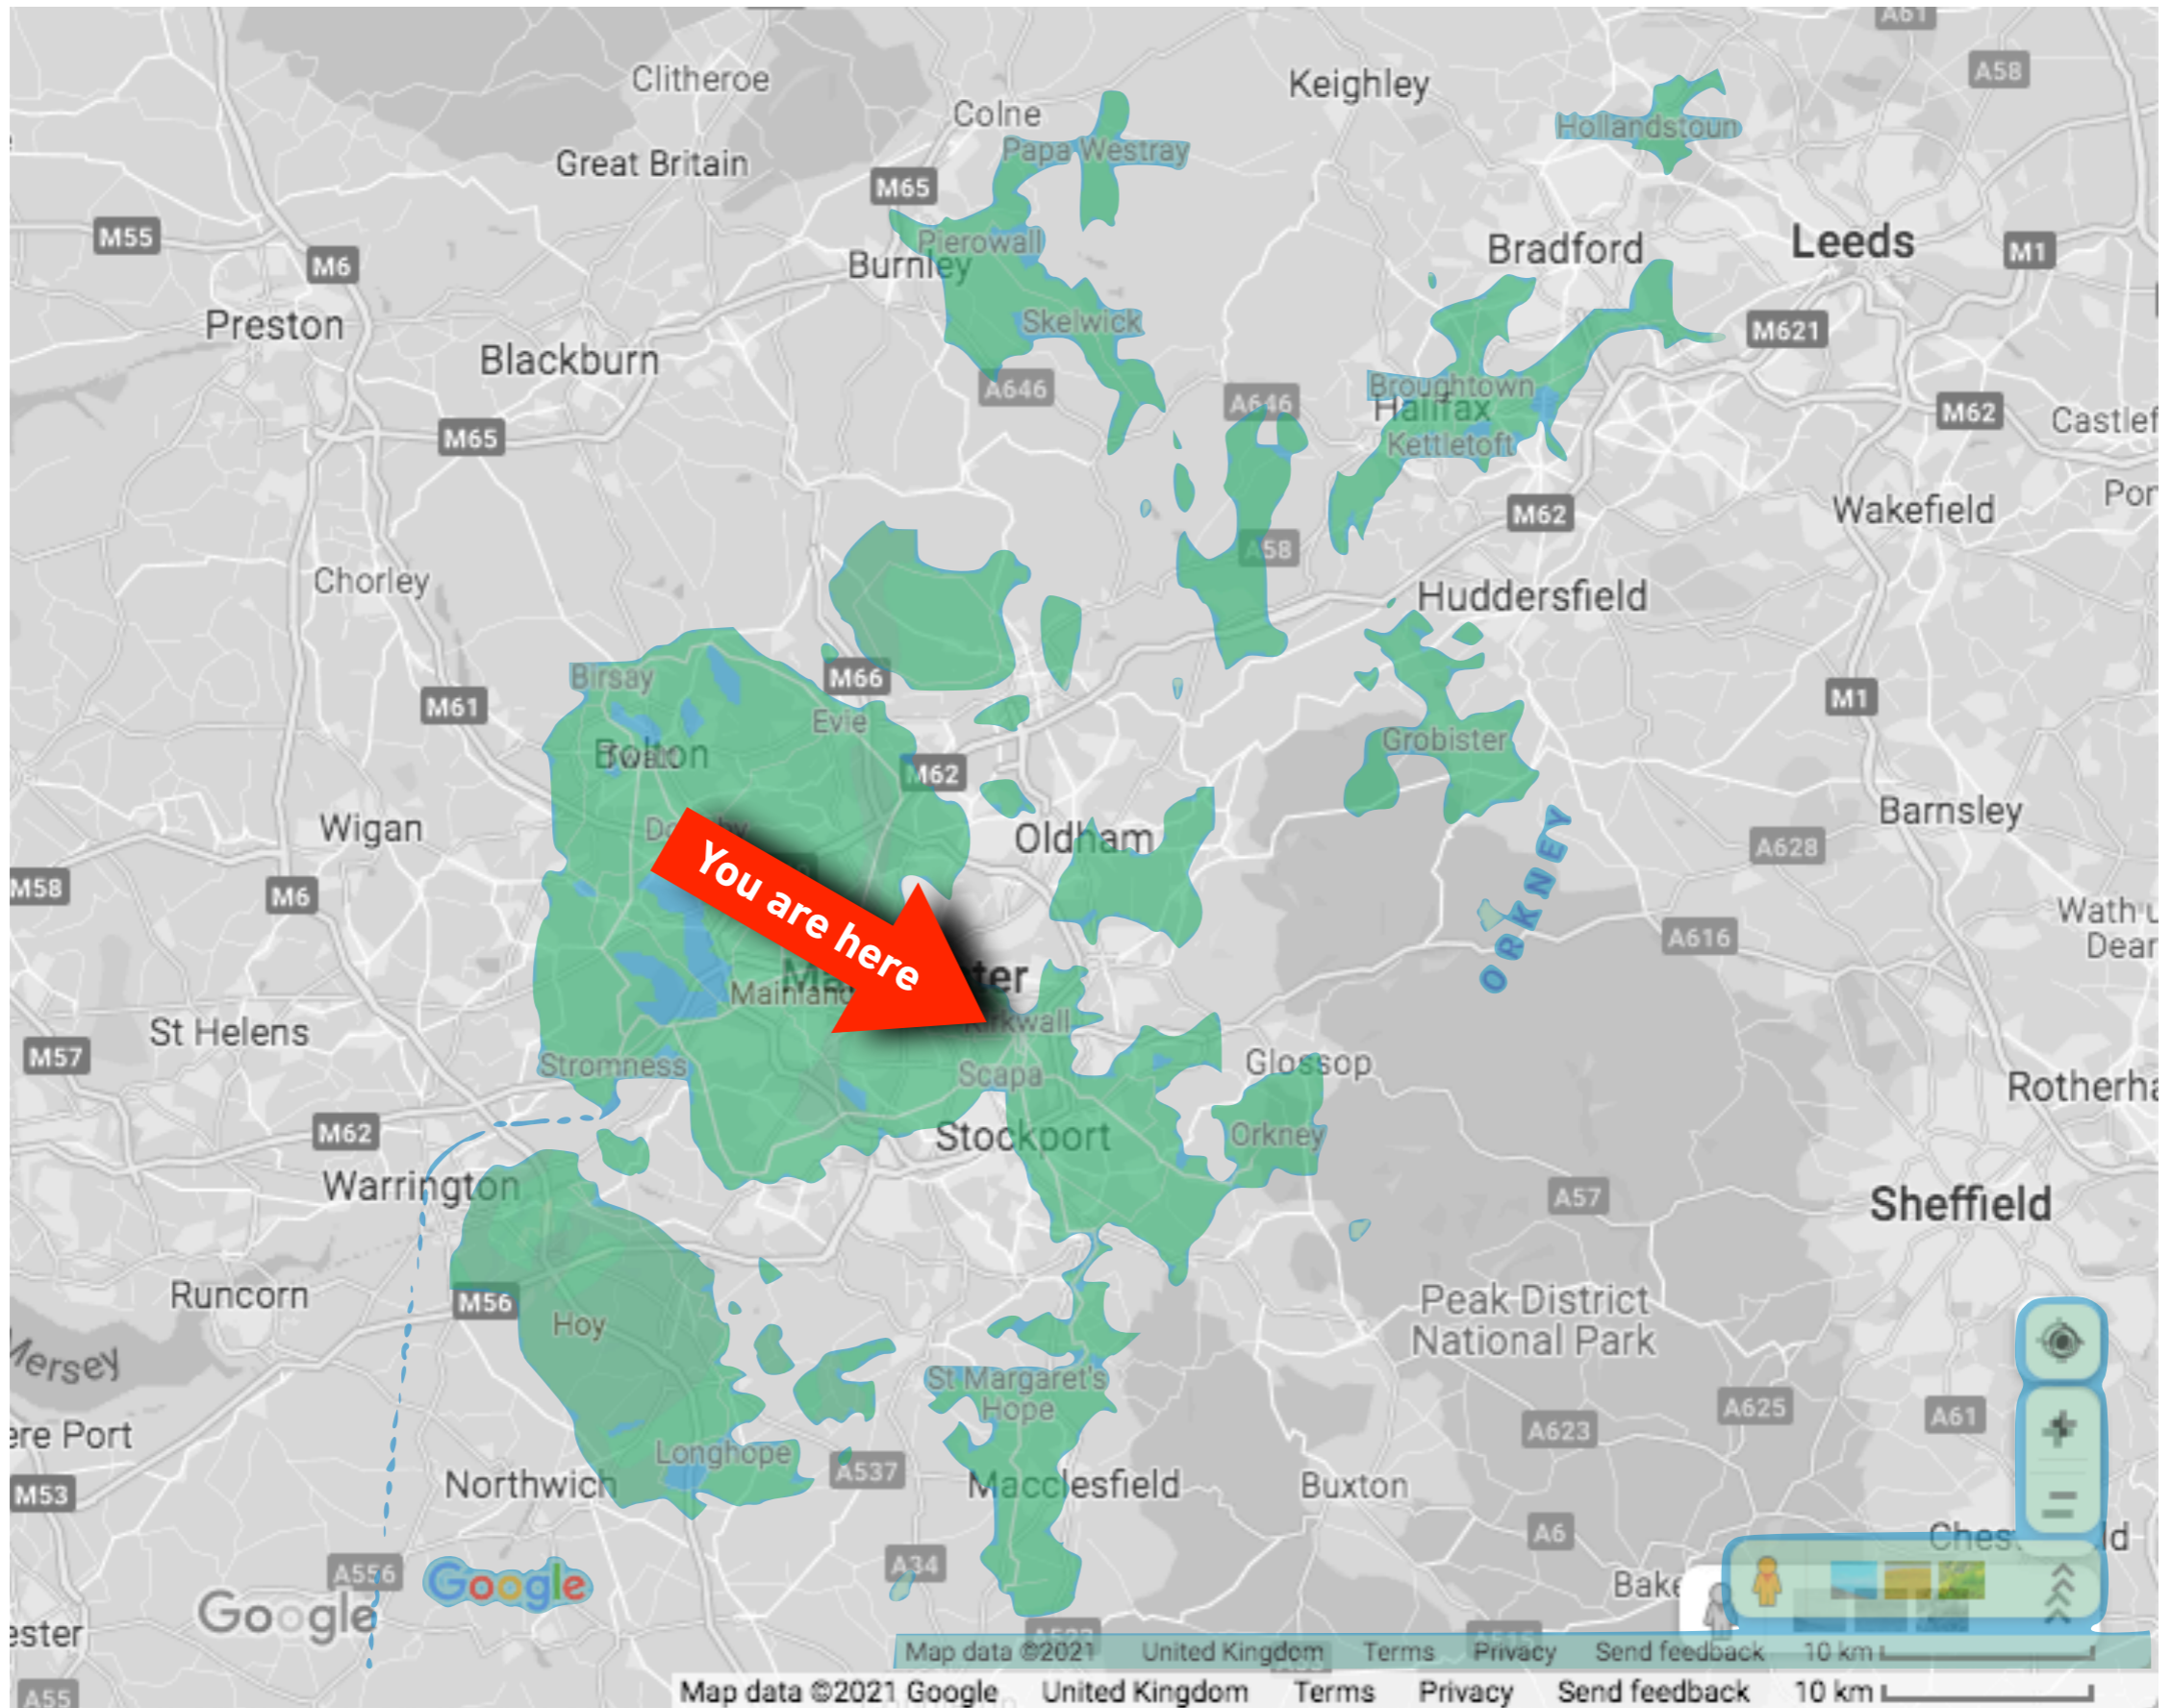 A61
Clitheroe
Keighley
A58
Colne
Hollandstoun
Papa Westray
Great Britain
M65
M55
Pierowall
Bradford
Leeds
M1
M6
Burnley
Preston
Skelwick
M621
Blackburn
A646
Broughtown
A646
Halifax
M62
Castlef
M65
Kettletoft
Por
M62
Wakefield
A58
Chorley
Huddersfield
Birsay
M66
M61
M1
Evie
Grobister
Bolton
M62
Wigan
Oldham
Barnsley
A628
You are here
M58
M6
ORKNEY
Wath u
A616
Dear
Mainland
Kirkwall
St Helens
M57
Stromness
Scapa
Glossop
Rotherha
M62
Stockport
Orkney
Warrington
A57
Sheffield
Runcorn
M56
Peak District
National Park
Hoy
Mersey
St Margaret's
Hope
A625
A61
ere Port
A623
Longhope
A537
Northwich
Macclesfield
Buxton
M53
A6
A34
A556
Google
Google
Bake
ester
Map data ©2021 United Kingdom Terms Privacy Send feedback 10 km
A55
Map data ©2021 Google United Kingdom Terms Privacy Send feedback 10 km